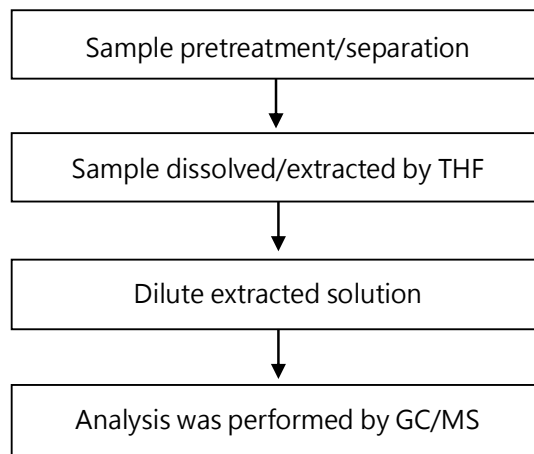 Sample pretreatment/separation
Sample dissolved/extracted by THF
Dilute extracted solution
Analysis was performed by GC/MS